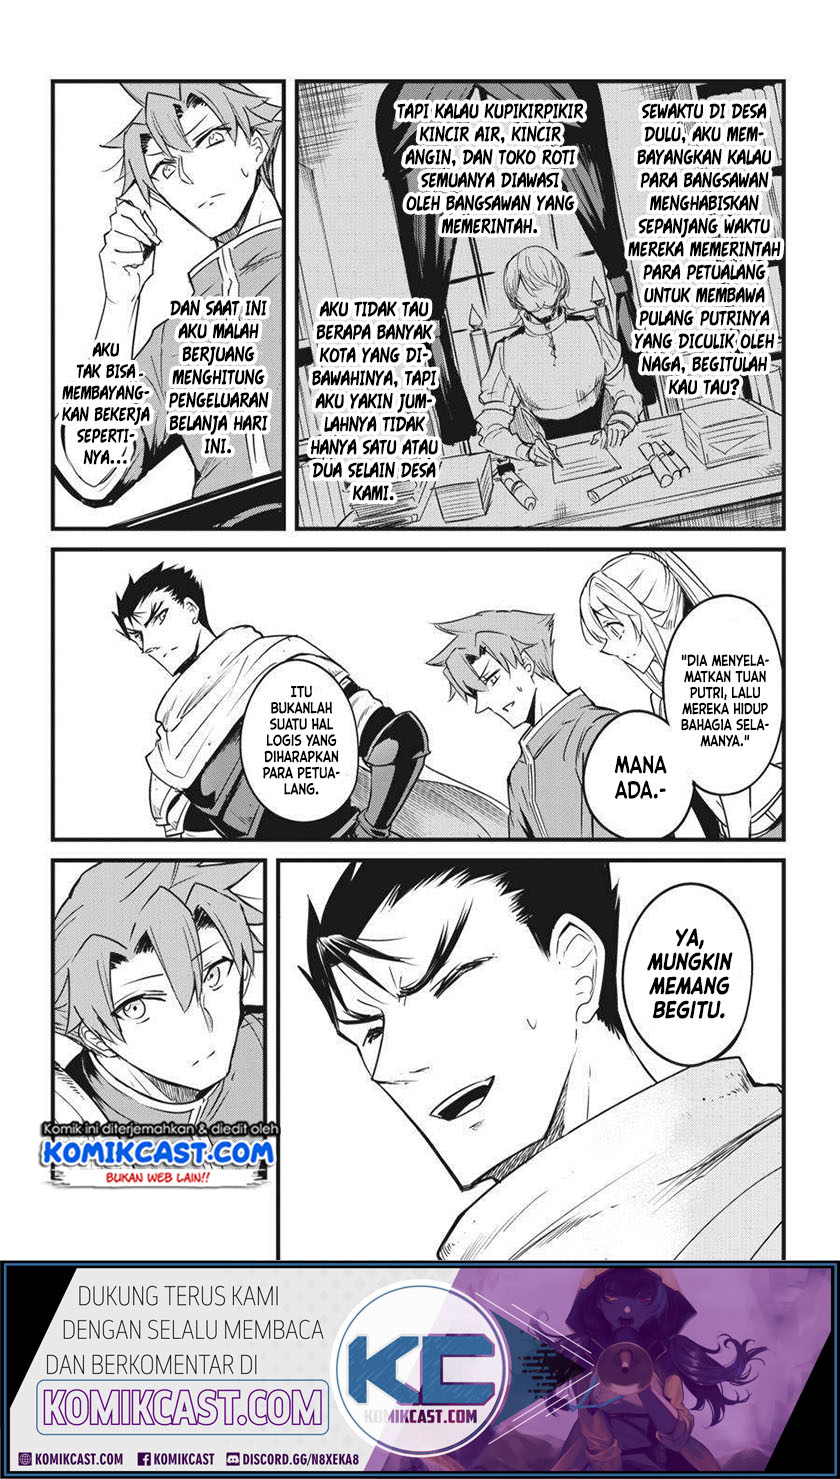 SEWAKTU DI DESA
DULU, AKU MEM-
BAYANGKAN KALAU
PARA BANGSAWAN
MENGHABISKAN
SEPANJANG WAKTU
MEREKA MEMERINTAH
PARA PETUALANG
UNTUK MEMBAWA
PULANG PUTRINYA
YANG DICULIK OLEH
NAGA, BEGITULAH
KAU TAU?
TAPI KALAU KUPIKIRPIKIR
KINCIR AIR, KINCIR
ANGIN, DAN TOKO ROTI
SEMUANYA DIAWASI
OLEH BANGSAWAN YANG
MEMERINTAH.
AKU TIDAK TAU
BERAPA BANYAK
KOTA YANG DI-
BAWAHINYA, TAPI
AKU YAKIN JUM-
LAHNYA TIDAK
HANYA SATU ATAU
DUA SELAIN DESA
KAMI.
DAN SAAT INI
AKU MALAH
BERJUANG
MENGHITUNG
PENGELUARAN
BELANJA HARI
INI.
AKU
TAK BISA
MEMBAYANG-
KAN BEKERJA
SEPERTI-
NYA...
"DIA MENYELA-
MATKAN TUAN
PUTRI, LALU
MEREKA HIDUP
BAHAGIA SELA-
MANYA."
MANA
ADA.-
ITU
BUKANLAH
SUATU HAL
LOGIS YANG
DIHARAPKAN
PARA PETUA-
LANG.
YA,
MUNGKIN
MEMANG
BEGITU.
Komik ini diterjemahkan & diedit oleh
KOMIKCAST.COM
BUKAN WEB LAIN!!
DUKUNG TERUS KAMI
DENGAN SELALU MEMBACA
DAN BERKOMENTAR DI
KOMIKCAST.COM
KC
KOMIKCAST.COM
KOMIKCAST.COM KOMIKCAST DISCORD.GG/N8XEKA8